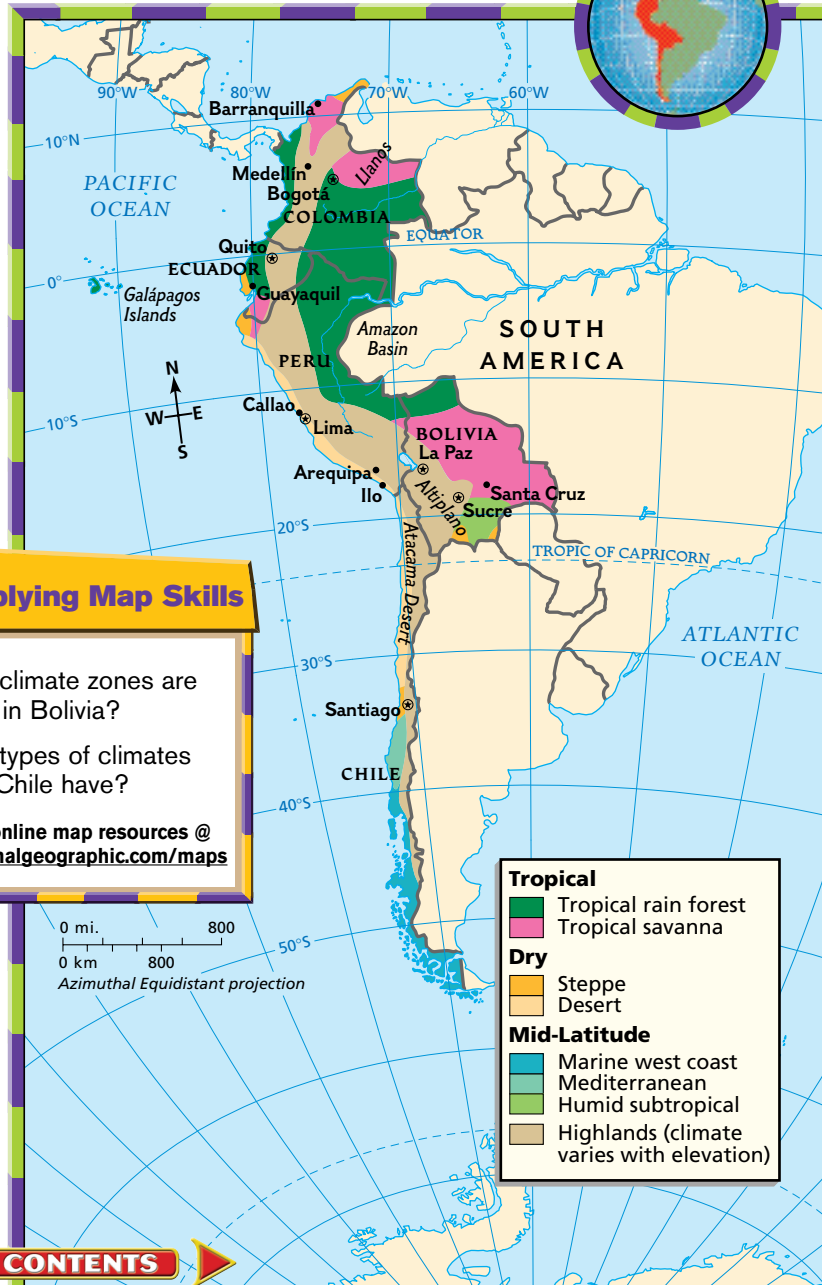 90°W
80°W
70°W
60°W
Barranquilla
10°N
Medellín
Llanos
Bogotá
PACIFIC
OCEAN
COLOMBIA
Quito
EQUATOR
ECUADOR
0°
Galápagos
Islands
Guayaquil
Amazon
Basin
SOUTH
AMERICA
PERU
N
W E
S
Callao
10°S
Lima
BOLIVIA
La Paz
Arequipa
Ilo
Altiplano
Santa Cruz
Sucre
20°S
Atacama Desert
TROPIC OF CAPRICORN
plying Map Skills
climate zones are
in Bolivia?
types of climates
Chile have?
online map resources @
nalgeographic.com/maps
ATLANTIC
OCEAN
30°S
Santiago
CHILE
40°S
50°S
0 mi. 800
0 km 800
Azimuthal Equidistant projection
Tropical
Tropical rain forest
Tropical savanna
Dry
Steppe
Desert
Mid-Latitude
Marine west coast
Mediterranean
Humid subtropical
Highlands (climate
varies with elevation)
CONTENTS